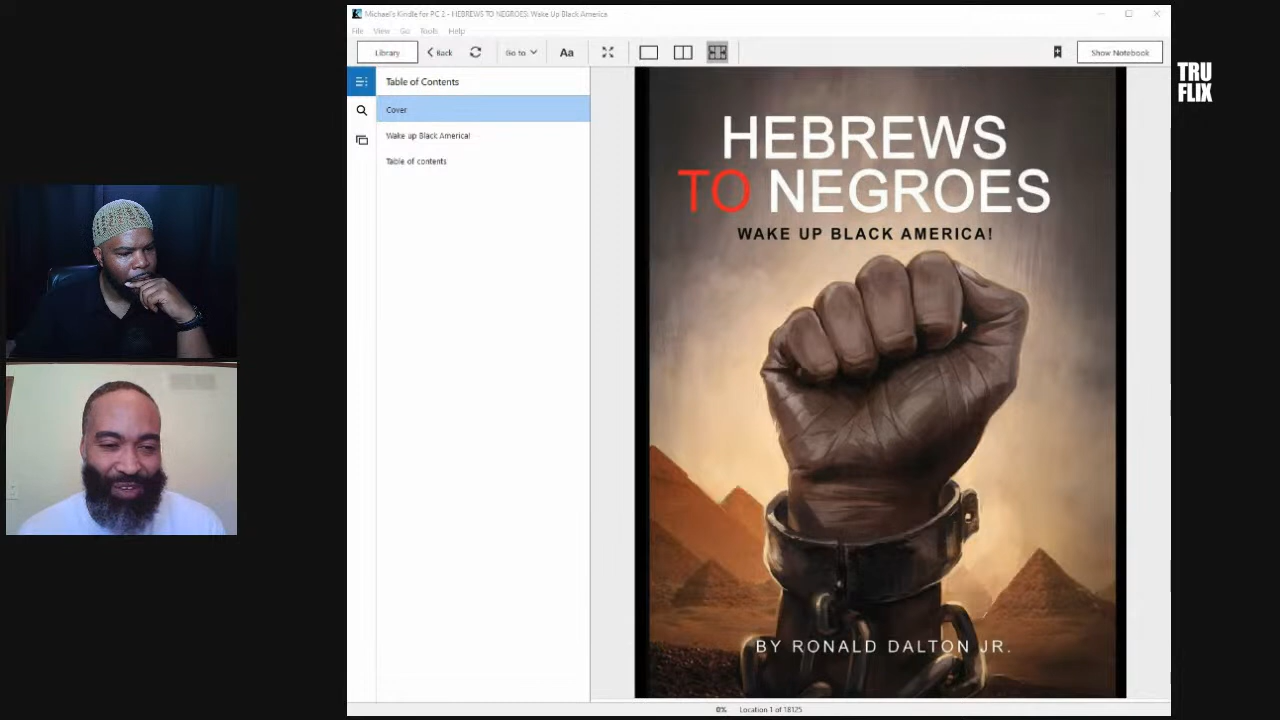 Michael's Kindle for PC 2 - HEBREWS TO NEGROES: Wake Up Black America
File View Go Tools Help
Library Back Go to Aa Show Notebook
TRU
FLIX
Table of Contents
Cover
Wake up Black America!
Table of contents
HEBREWS
TO NEGROES
WAKE UP BLACK AMERICA!
BY RONALD DALTON JR.
0% Location 1 of 18125